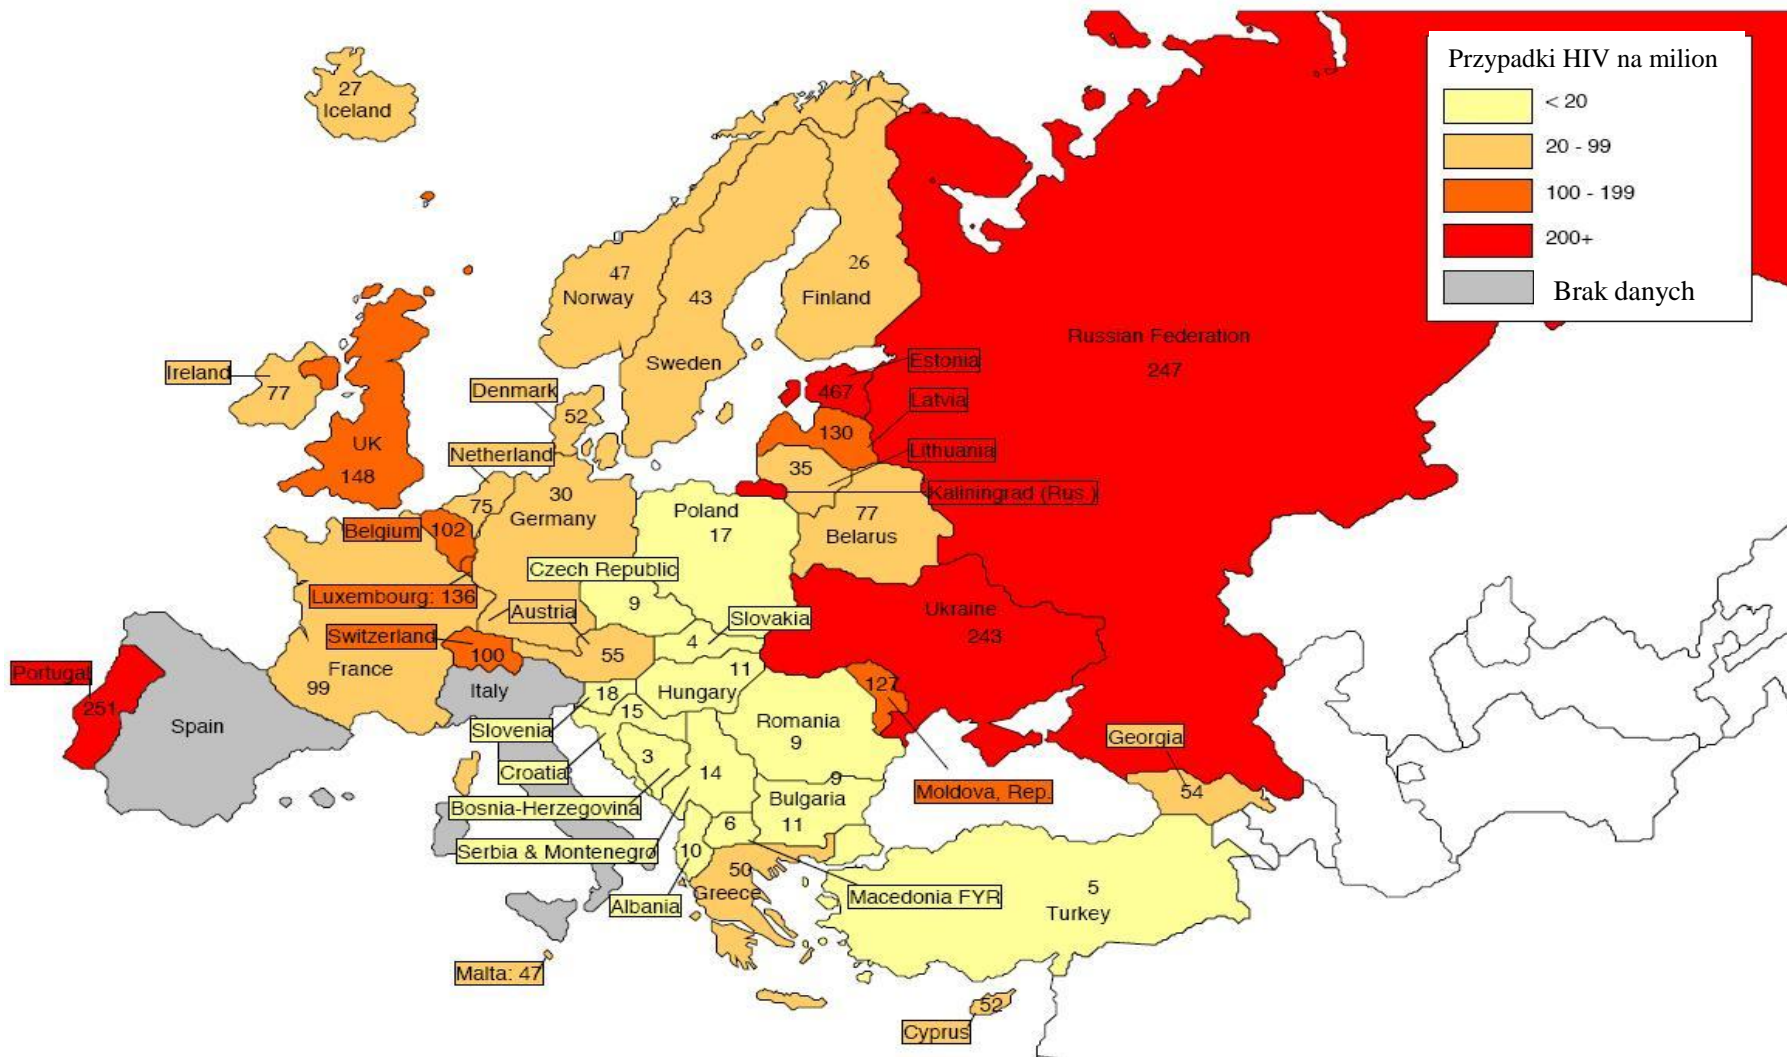 Przypadki HIV na milion
< 20
20 - 99
100 - 199
200+
Brak danych
27
Iceland
47
Norway
43
Sweden
26
Finland
Russian Federation
247
Estonia
467
Latvia
130
Lithuania
35
Kaliningrad (Rus.)
Ireland
77
UK
148
Denmark
52
Netherland
75
30
Germany
Poland
17
77
Belarus
Belgium
102
Czech Republic
9
Luxembourg: 136
Austria
55
Slovakia
4
Ukraine
243
Switzerland
100
Portugal
251
Spain
France
99
Italy
11
Hungary
18
Slovenia
15
Croatia
3
Bosnia-Herzegovina
14
Serbia & Montenegro
127
Moldova, Rep.
Romania
9
9
Bulgaria
11
Georgia
54
6
Macedonia FYR
10
Albania
50
Greece
5
Turkey
Malta: 47
52
Cyprus